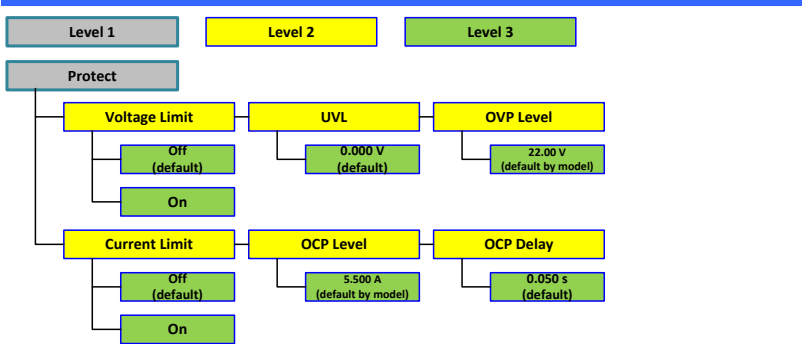 Level 1
Level 2
Level 3
Protect
Voltage Limit
UVL
OVP Level
Off
(default)
0.000 V
(default)
22.00 V
(default by model)
On
Current Limit
OCP Level
OCP Delay
Off
(default)
5.500 A
(default by model)
0.050 s
(default)
On